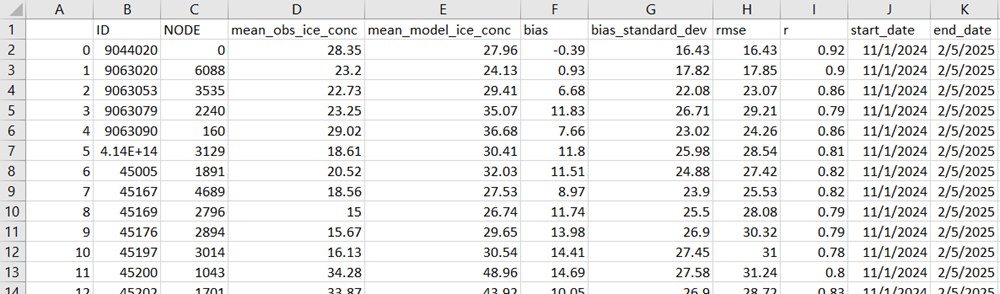 A B C D E F G H I J K
1 ID NODE mean_obs_ice_conc mean_model_ice_conc bias bias_standard_dev rmse r start_date end_date
2 0 9044020 0 28.35 27.96 -0.39 16.43 16.43 0.92 11/1/2024 2/5/2025
3 1 9063020 6088 23.2 24.13 0.93 17.82 17.85 0.9 11/1/2024 2/5/2025
4 2 9063053 3535 22.73 29.41 6.68 22.08 23.07 0.86 11/1/2024 2/5/2025
5 3 9063079 2240 23.25 35.07 11.83 26.71 29.21 0.79 11/1/2024 2/5/2025
6 4 9063090 160 29.02 36.68 7.66 23.02 24.26 0.86 11/1/2024 2/5/2025
7 5 4.14E+14 3129 18.61 30.41 11.8 25.98 28.54 0.81 11/1/2024 2/5/2025
8 6 45005 1891 20.52 32.03 11.51 24.88 27.42 0.82 11/1/2024 2/5/2025
9 7 45167 4689 18.56 27.53 8.97 23.9 25.53 0.82 11/1/2024 2/5/2025
10 8 45169 2796 15 26.74 11.74 25.5 28.08 0.79 11/1/2024 2/5/2025
11 9 45176 2894 15.67 29.65 13.98 26.9 30.32 0.79 11/1/2024 2/5/2025
12 10 45197 3014 16.13 30.54 14.41 27.45 31 0.78 11/1/2024 2/5/2025
13 11 45200 1043 34.28 48.96 14.69 27.58 31.24 0.8 11/1/2024 2/5/2025
14 12 45202 1701 33.87 43.92 10.05 26.9 28.72 0.83 11/1/2024 2/5/2025